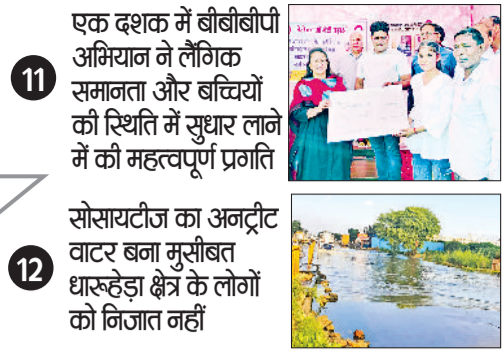 11
एक दशक में बीबीबीपी
अभियान ने लैंगिक
समानता और बच्चियों
की स्थिति में सुधार लाने
में की महत्वपूर्ण प्रगति
12
सोसायटीज का अनट्रीट
वाटर बना मुसीबत
धारूहेड़ा क्षेत्र के लोगों
को निजात नहीं